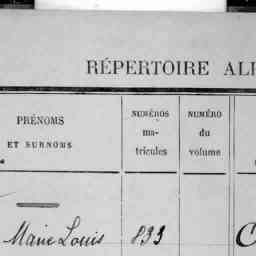 RÉPERTOIRE AL
PRÉNOMS
ET SURNOMS
NUMÉROS
ma-
tricules
NUMÉRO
du
volume
Marie Louis 833
C